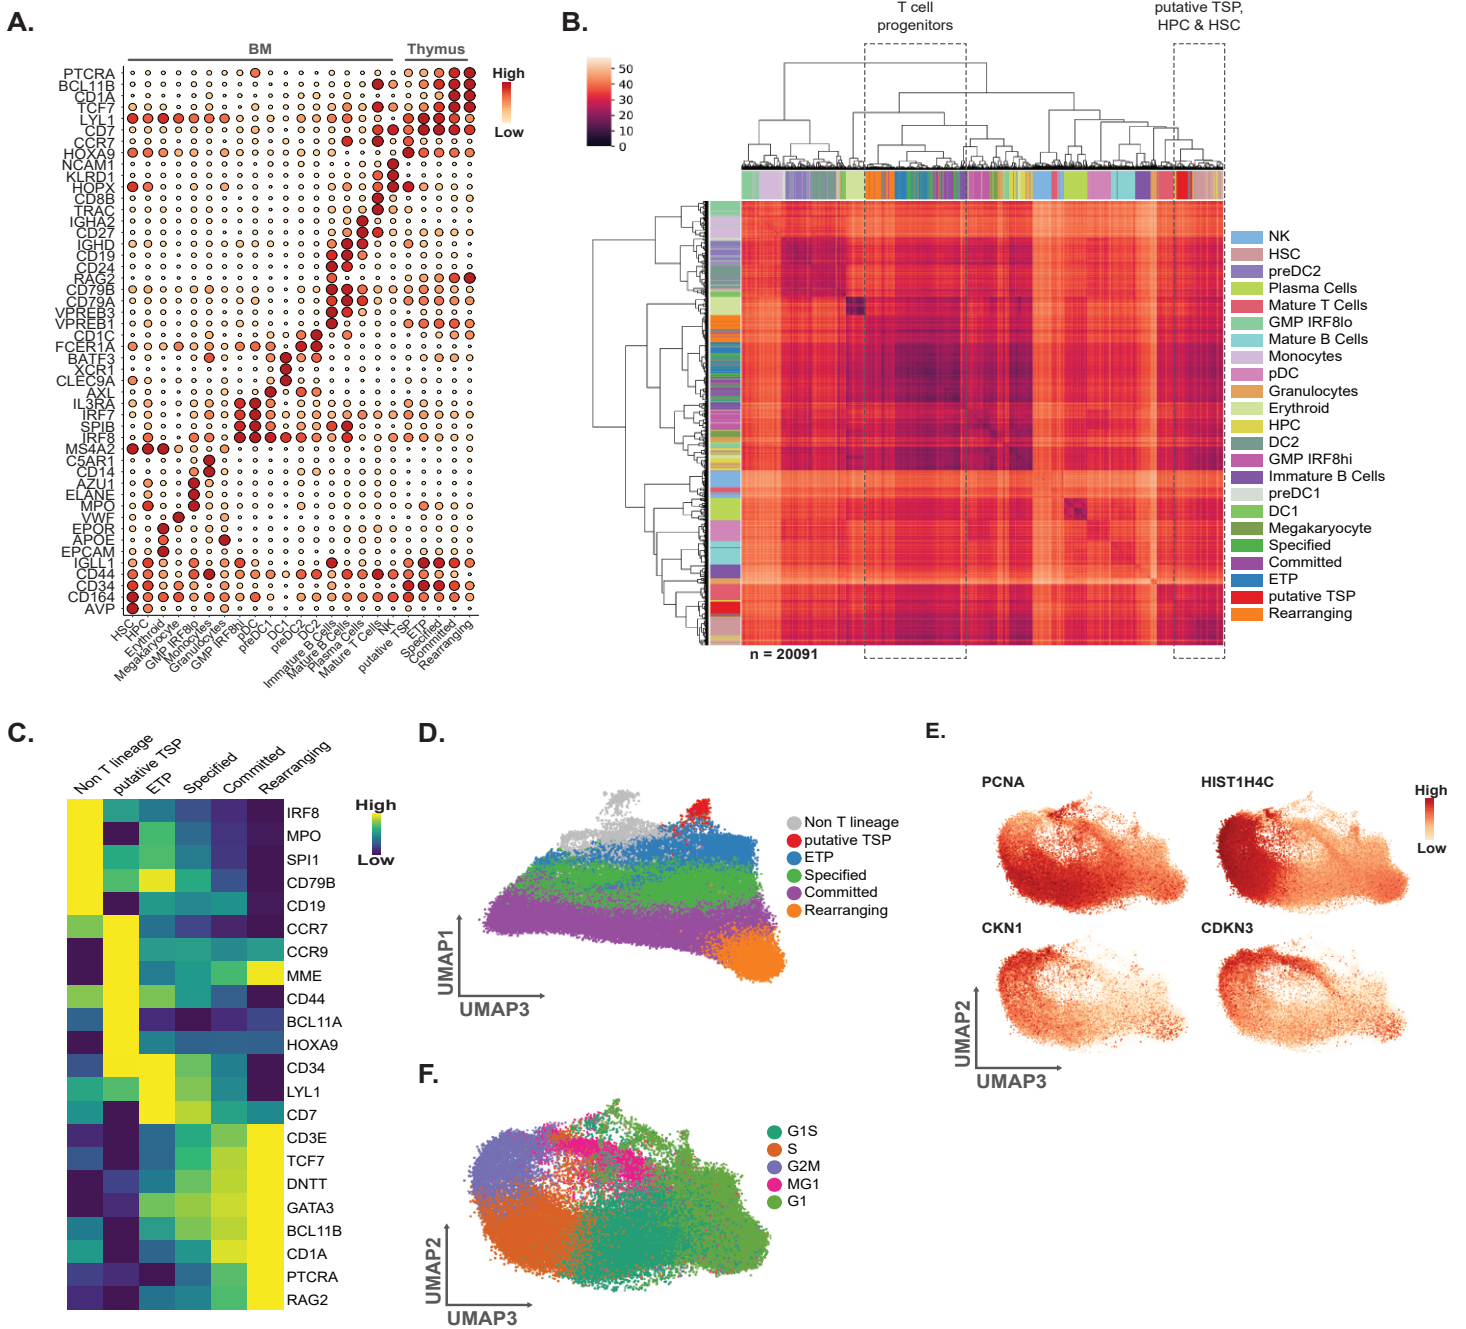 A.
BM
Thymus
PTCRA
BCL11B
CD1A
TCF7
LYL1
CD7
CCR7
HOXA9
NCAM1
KLRD1
HOPX
CD8B
TRAC
IGHA2
CD27
IGHD
CD19
CD24
RAG2
CD79B
CD79A
VPREB3
VPREB1
CD1C
FCER1A
BATF3
XCR1
CLEC9A
AXL
IL3RA
IRF7
SPIB
IRF8
MS4A2
C5AR1
CD14
AZU1
ELANE
MPO
VWF
EPOR
APOE
EPCAM
IGLL1
CD44
CD34
CD164
AVP
HSC
HPC
Erythroid
Megakaryocyte
GMP IRF8lo
Monocytes
Granulocytes
GMP IRF8hi
pDC
preDC1
DC1
preDC2
DC2
Immature B Cells
Mature B Cells
Plasma Cells
Mature T Cells
NK
putative TSP
ETP
Specified
Committed
Rearranging
High
Low
B.
T cell
progenitors
putative TSP,
HPC & HSC
50
40
30
20
10
0
n = 20091
NK
HSC
preDC2
Plasma Cells
Mature T Cells
GMP IRF8lo
Mature B Cells
Monocytes
pDC
Granulocytes
Erythroid
HPC
DC2
GMP IRF8hi
Immature B Cells
preDC1
DC1
Megakaryocyte
Specified
Committed
ETP
putative TSP
Rearranging
C.
Non T lineage
putative TSP
ETP
Specified
Committed
Rearranging
IRF8
MPO
SPI1
CD79B
CD19
CCR7
CCR9
MME
CD44
BCL11A
HOXA9
CD34
LYL1
CD7
CD3E
TCF7
DNTT
GATA3
BCL11B
CD1A
PTCRA
RAG2
High
Low
D.
Non T lineage
putative TSP
ETP
Specified
Committed
Rearranging
UMAP1
UMAP3
E.
PCNA
HIST1H4C
CKN1
CDKN3
High
Low
UMAP2
UMAP3
F.
G1S
S
G2M
MG1
G1
UMAP2
UMAP3